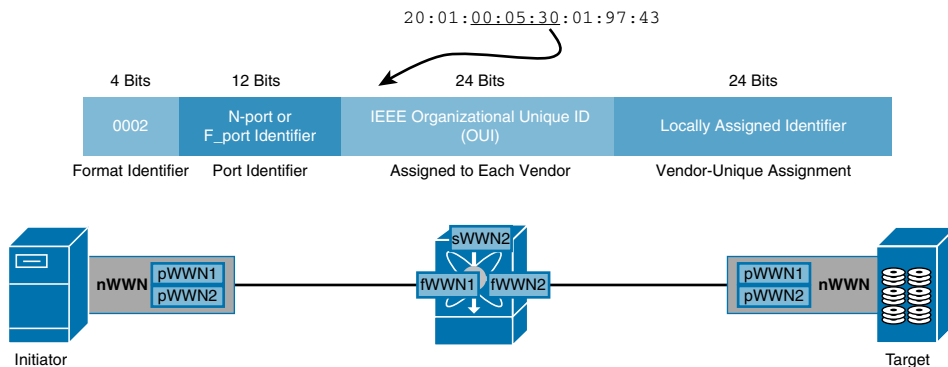 20:01:00:05:30:01:97:43
4 Bits 12 Bits 24 Bits 24 Bits
0002
N-port or
F_port Identifier
IEEE Organizational Unique ID
(OUI)
Locally Assigned Identifier
Format Identifier Port Identifier Assigned to Each Vendor Vendor-Unique Assignment
sWWN2
nWWN
pWWN1
pWWN2
fWWN1 fWWN2
pWWN1
pWWN2
nWWN
Initiator Target